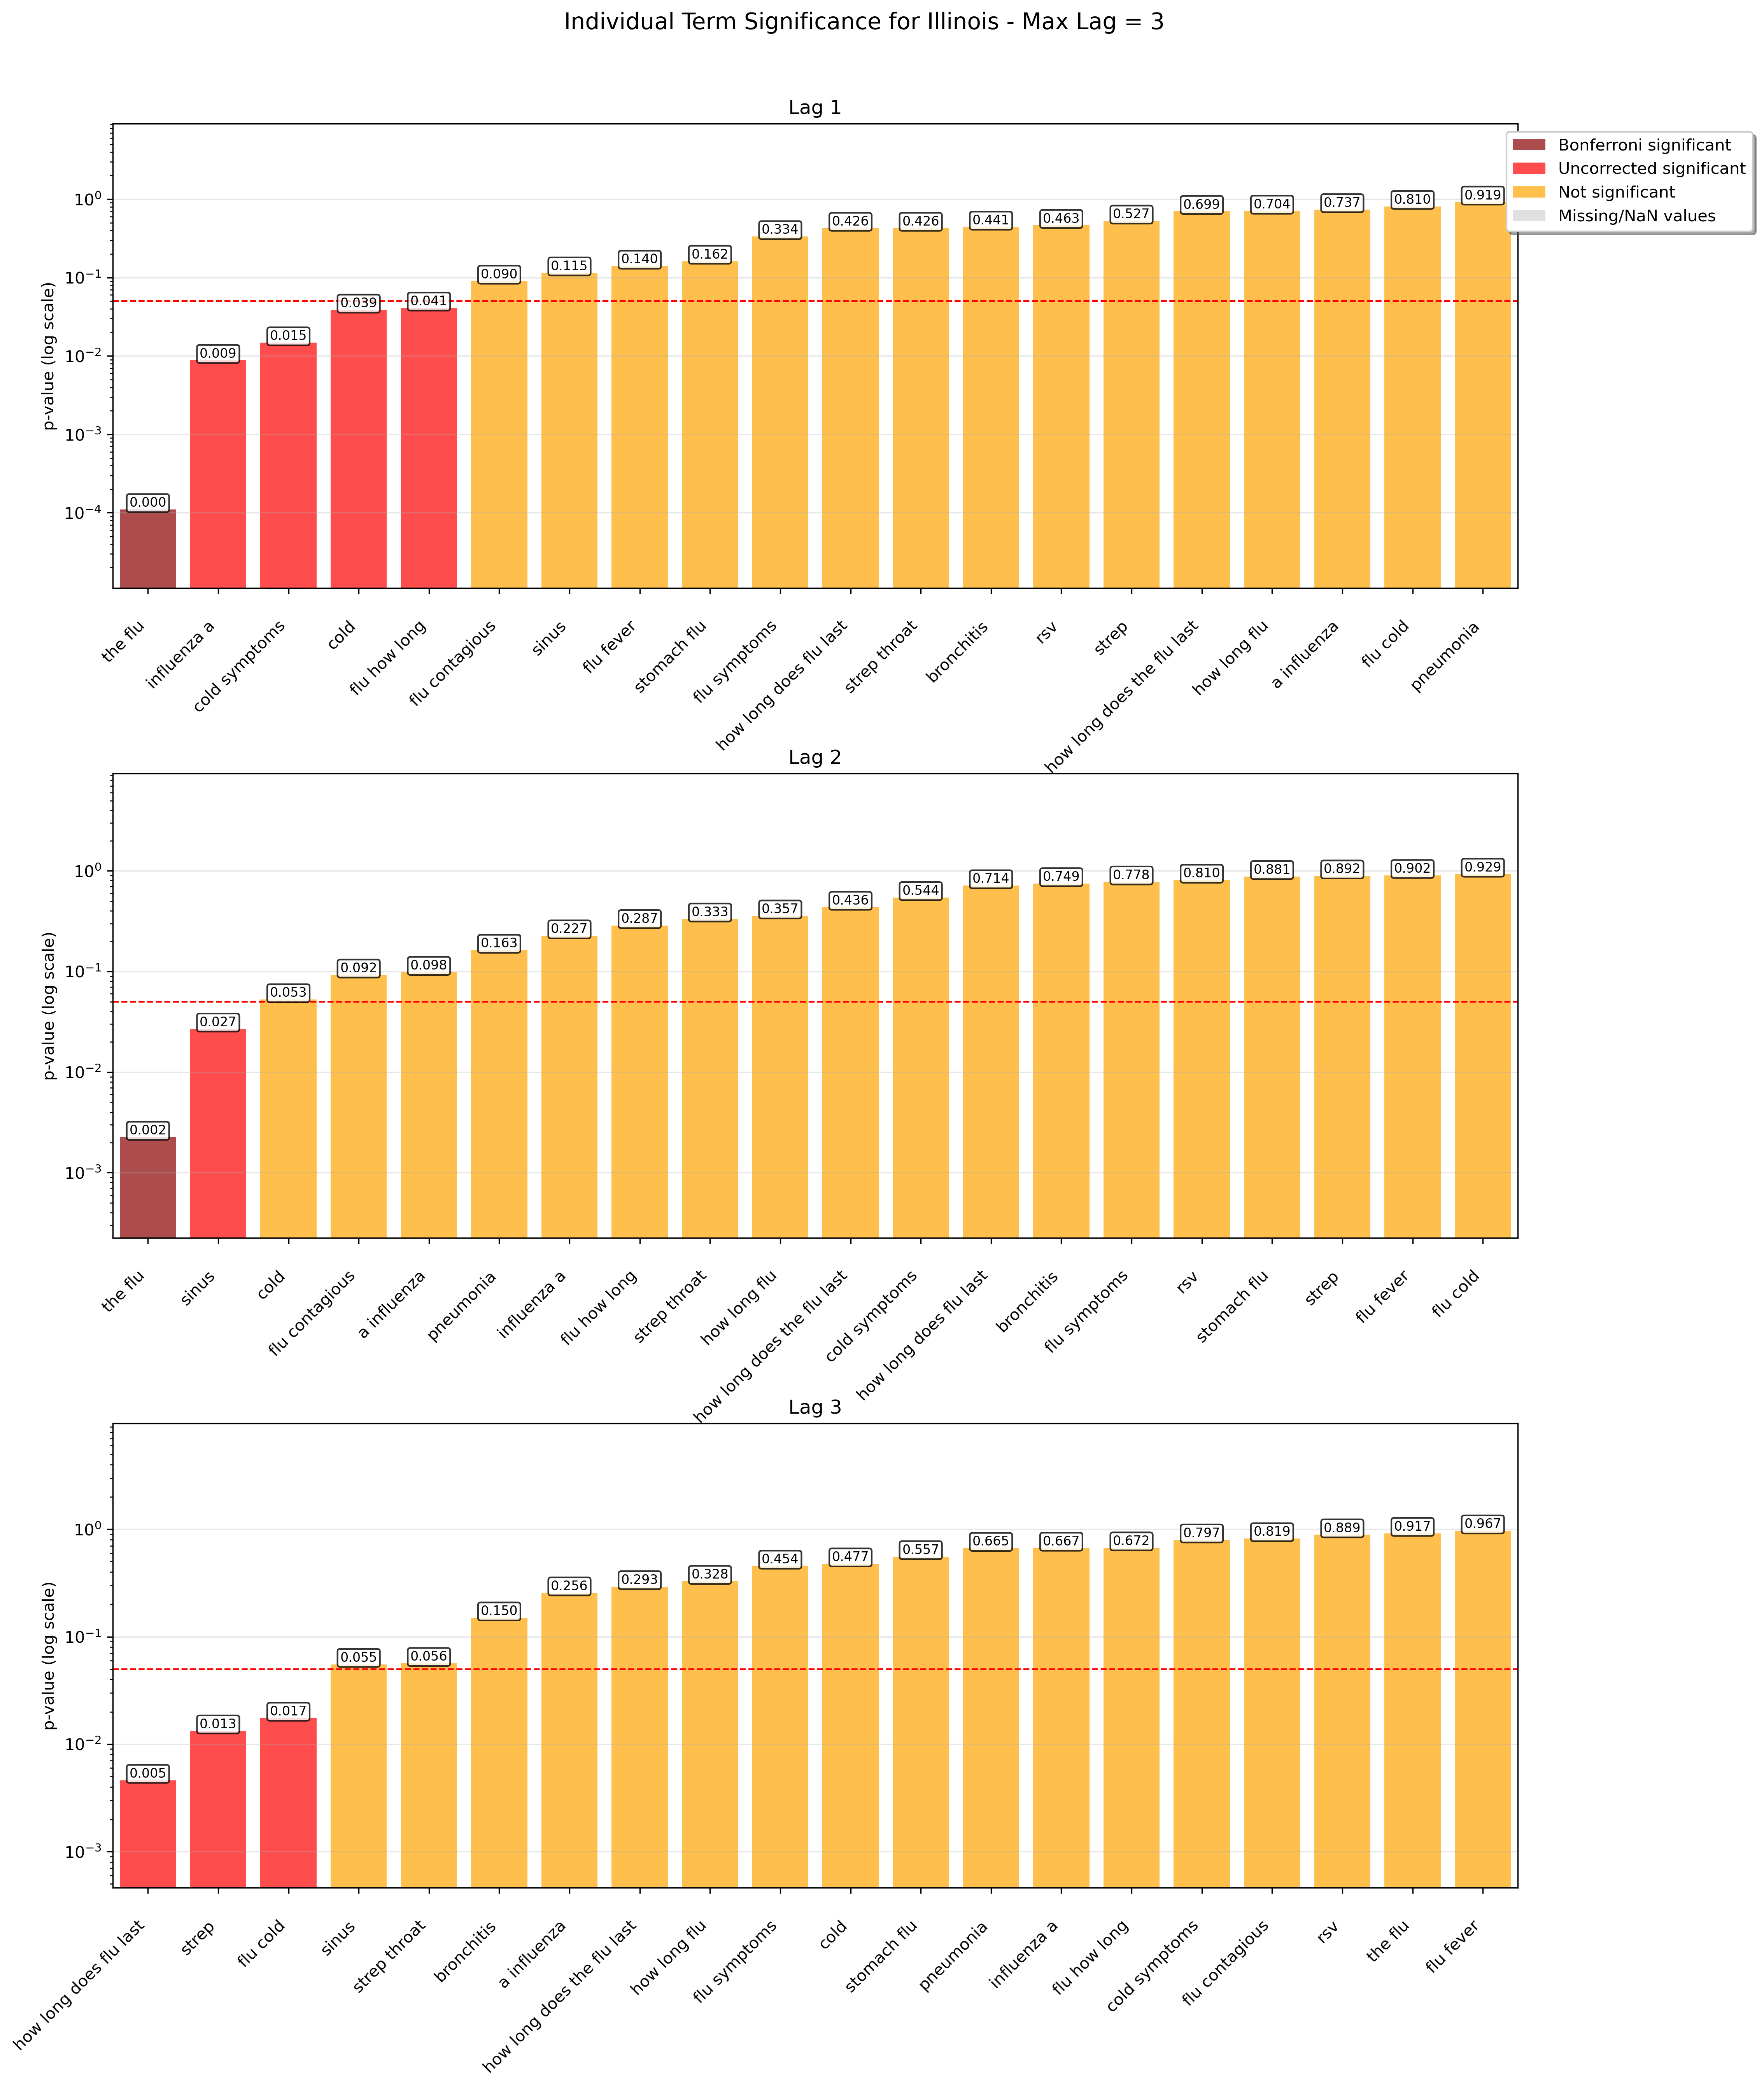 Individual Term Significance for Illinois - Max Lag = 3
Lag 1
Bonferroni significant
Uncorrected significant
Not significant
Missing/NaN values
p-value (log scale)
10⁰
10⁻¹
10⁻²
10⁻³
10⁻⁴
0.000
0.009
0.015
0.039
0.041
0.090
0.115
0.140
0.162
0.334
0.426
0.426
0.441
0.463
0.527
0.699
0.704
0.737
0.810
0.919
the flu
influenza a
cold symptoms
cold
flu how long
flu contagious
sinus
flu fever
stomach flu
flu symptoms
how long does flu last
strep throat
bronchitis
rsv
strep
how long does the flu last
how long flu
a influenza
flu cold
pneumonia
Lag 2
p-value (log scale)
10⁰
10⁻¹
10⁻²
10⁻³
0.002
0.027
0.053
0.092
0.098
0.163
0.227
0.287
0.333
0.357
0.436
0.544
0.714
0.749
0.778
0.810
0.881
0.892
0.902
0.929
the flu
sinus
cold
flu contagious
a influenza
pneumonia
influenza a
flu how long
strep throat
how long flu
how long does the flu last
cold symptoms
how long does flu last
bronchitis
flu symptoms
rsv
stomach flu
strep
flu fever
flu cold
Lag 3
p-value (log scale)
10⁰
10⁻¹
10⁻²
10⁻³
0.005
0.013
0.017
0.055
0.056
0.150
0.256
0.293
0.328
0.454
0.477
0.557
0.665
0.667
0.672
0.797
0.819
0.889
0.917
0.967
how long does flu last
strep
flu cold
sinus
strep throat
bronchitis
a influenza
how long does the flu last
how long flu
flu symptoms
cold
stomach flu
pneumonia
influenza a
flu how long
cold symptoms
flu contagious
rsv
the flu
flu fever